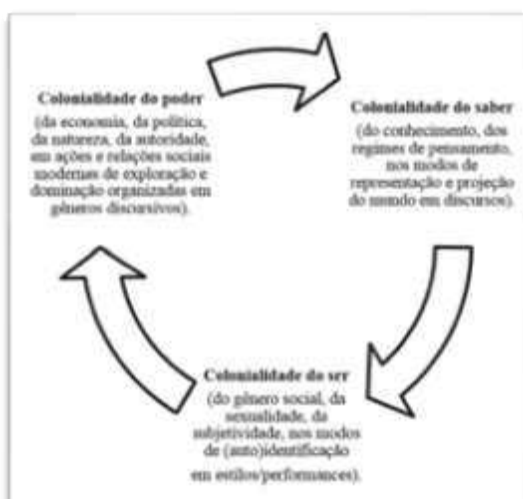 Colonialidade do poder
(da economia, da política,
da natureza, da autoridade,
em ações e relações sociais
modernas de exploração e
dominação organizadas em
gêneros discursivos).
Colonialidade do saber
(do conhecimento, dos
regimes de pensamento,
nos modos de
representação e projeção
do mundo em discursos).
Colonialidade do ser
(do gênero social, da
sexualidade, da
subjetividade, nos modos
de (auto)identificação
em estilos/performances).